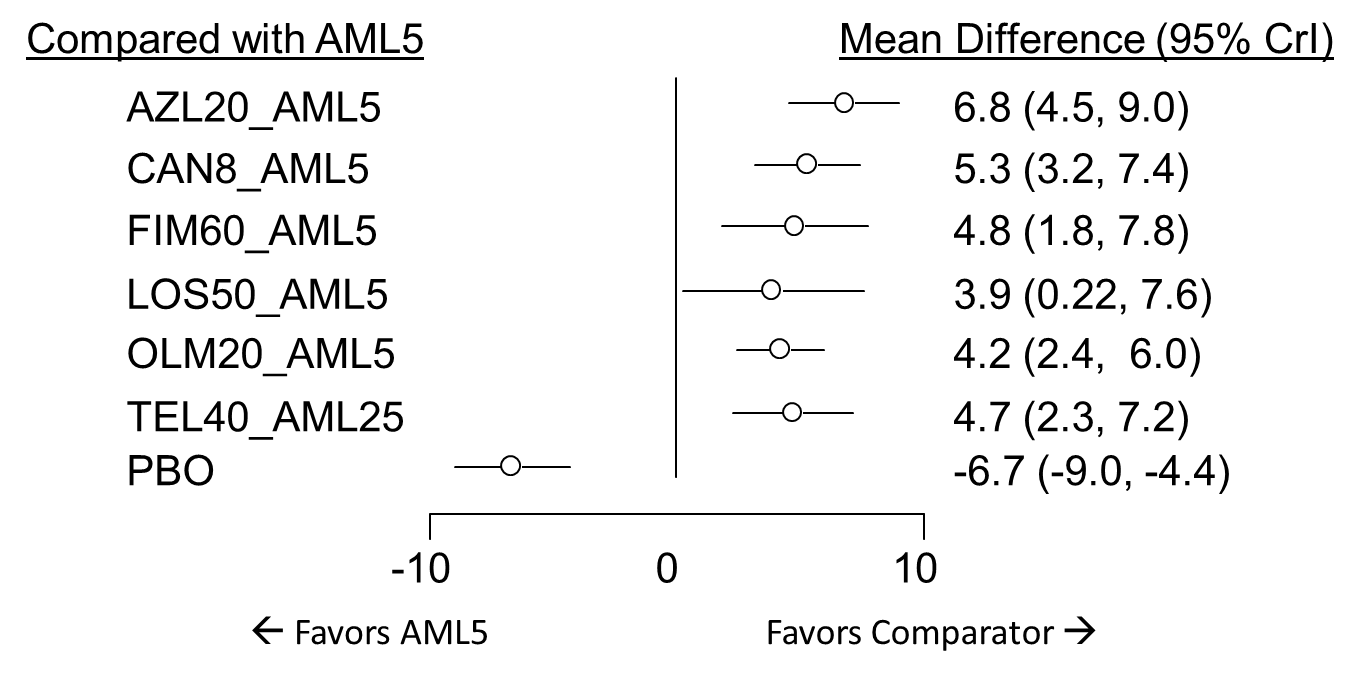 Compared with AML5 Mean Difference (95% CrI)
AZL20_AML5 6.8 (4.5, 9.0)
CAN8_AML5 5.3 (3.2, 7.4)
FIM60_AML5 4.8 (1.8, 7.8)
LOS50_AML5 3.9 (0.22, 7.6)
OLM20_AML5 4.2 (2.4,  6.0)
TEL40_AML25 4.7 (2.3, 7.2)
PBO -6.7 (-9.0, -4.4)
-10 0 10
← Favors AML5 Favors Comparator →